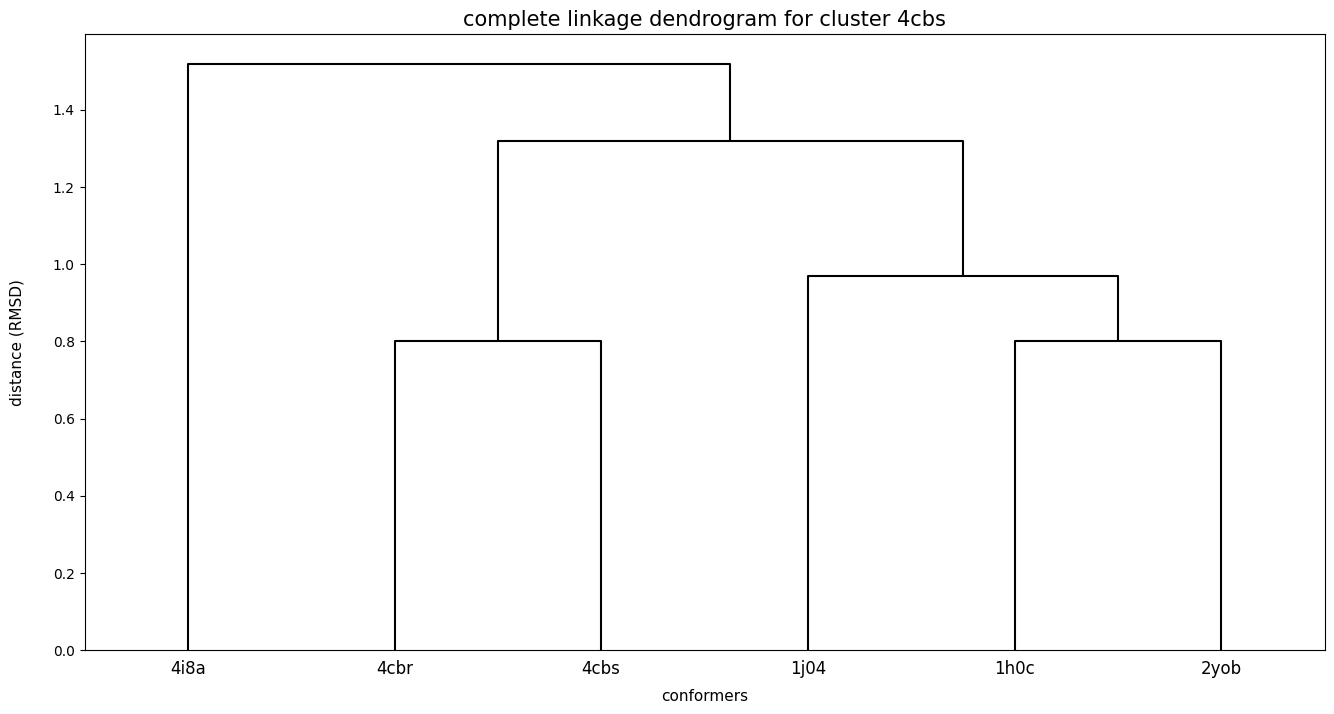 complete linkage dendrogram for cluster 4cbs
1.4
1.2
1.0
0.8
0.6
0.4
0.2
0.0
distance (RMSD)
4i8a 4cbr 4cbs 1j04 1h0c 2yob
conformers